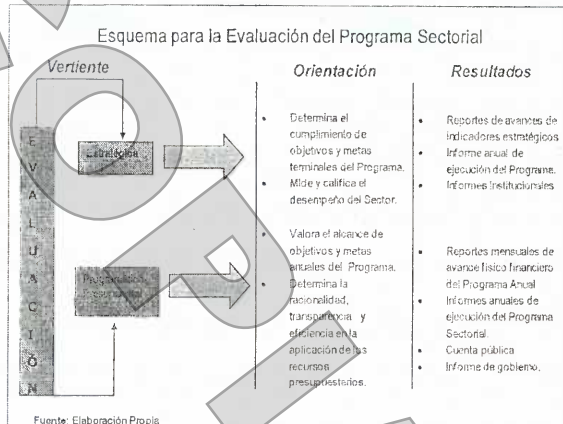 Esquema para la Evaluación del Programa Sectorial
Vertiente
Orientación
Resultados
EVALUACIÓN
Estratégica
Determina el
cumplimiento de
objetivos y metas
terminales del Programa.
Mide y califica el
desempeño del Sector.
Reportes de avances de
indicadores estratégicos
Informe anual de
ejecución del Programa.
Informes Institucionales
Valora el alcance de
objetivos y metas
anuales del Programa.
Determina la
racionalidad,
transparencia y
eficiencia en la
aplicación de los
recursos
presupuestarios.
Reportes mensuales de
avance físico financiero
del Programa Anual
Informes anuales de
ejecución del Programa
Sectorial.
Cuenta pública
Informe de gobierno.
Fuente: Elaboración Propia